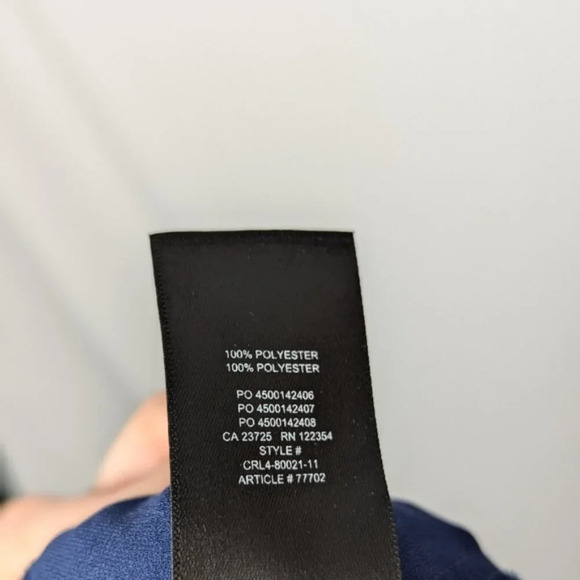 100% POLYESTER
100% POLYESTER
PO 4500142406
PO 4500142407
PO 4500142408
CA 23725 RN 122354
STYLE #
CRL4-80021-11
ARTICLE # 77702